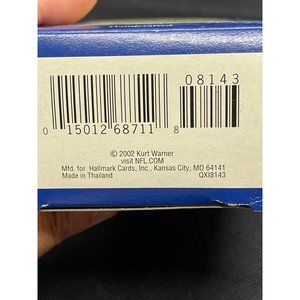 Handcrafted
08143
0 15012 68711 8
© 2002 Kurt Warner
visit NFL.COM
Mfd. for Hallmark Cards, Inc., Kansas City, MO 64141
Made in Thailand QXI8143